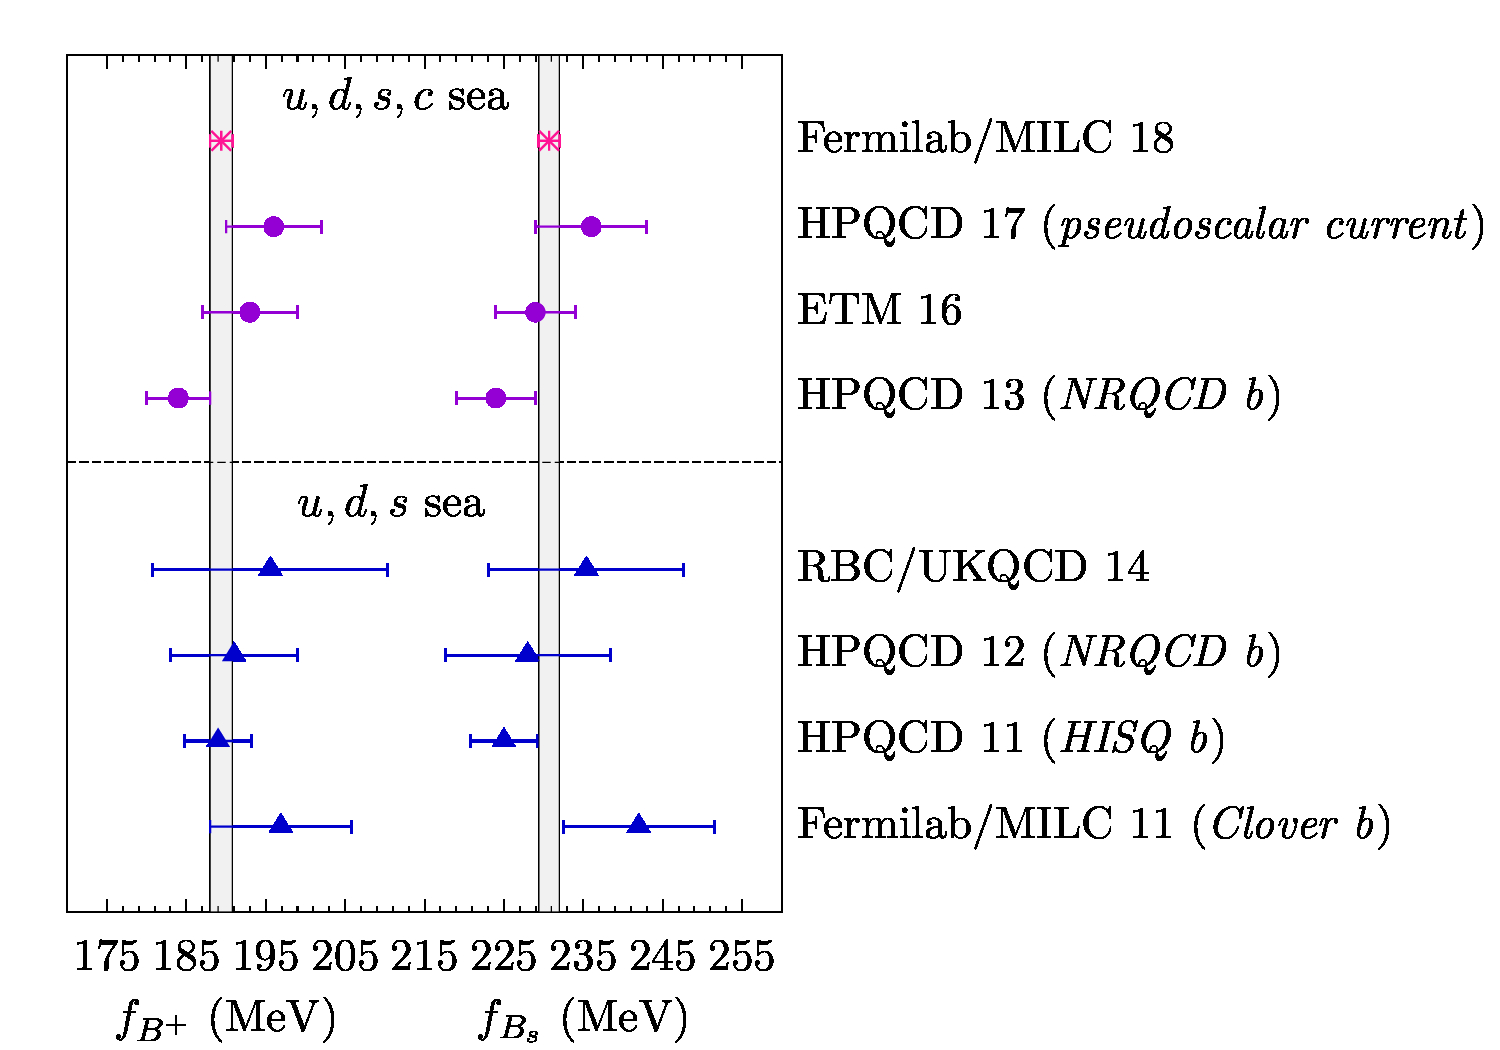 u, d, s, c sea
Fermilab/MILC 18
HPQCD 17 (pseudoscalar current)
ETM 16
HPQCD 13 (NRQCD b)
u, d, s sea
RBC/UKQCD 14
HPQCD 12 (NRQCD b)
HPQCD 11 (HISQ b)
Fermilab/MILC 11 (Clover b)
175 185 195 205 215 225 235 245 255
f_{B^+} (MeV) f_{B_s} (MeV)